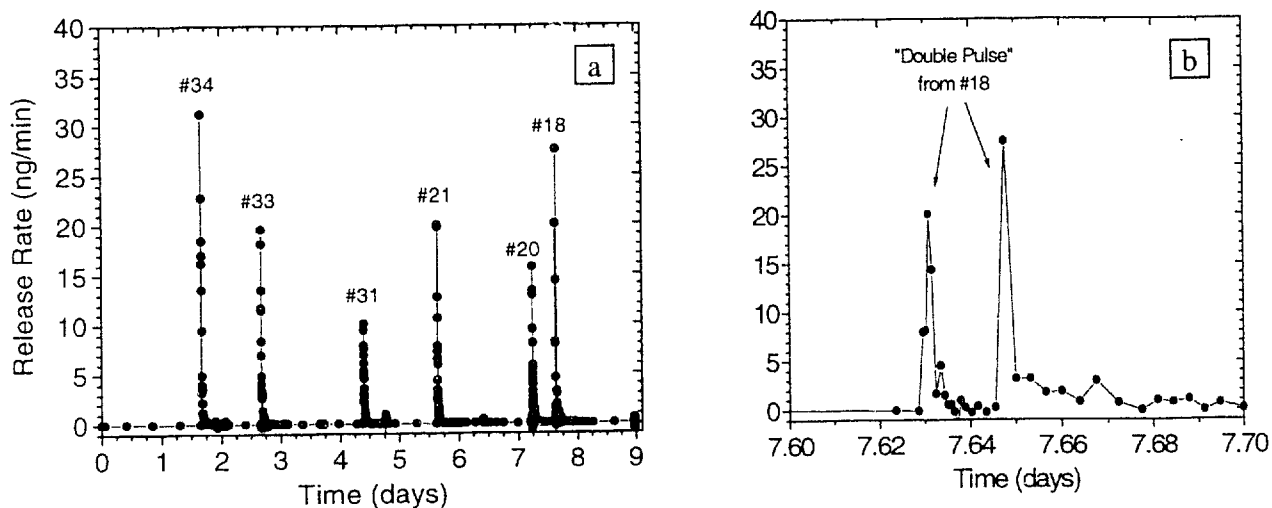 a
40
35
30
25
20
15
10
5
0
Release Rate (ng/min)
#34
#33
#31
#21
#20
#18
0 1 2 3 4 5 6 7 8 9
Time (days)
b
40
35
30
25
20
15
10
5
0
"Double Pulse"
from #18
7.60 7.62 7.64 7.66 7.68 7.70
Time (days)